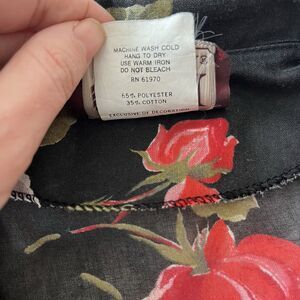 MACHINE WASH COLD
HANG TO DRY
USE WARM IRON
DO NOT BLEACH
RN 61970
65% POLYESTER
35% COTTON
EXCLUSIVE OF DECORATION